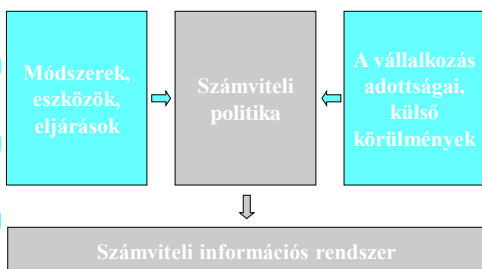 Módszerek,
eszközök,
eljárások
Számviteli
politika
A vállalkozás
adottságai,
külső
körülmények
Számviteli információs rendszer